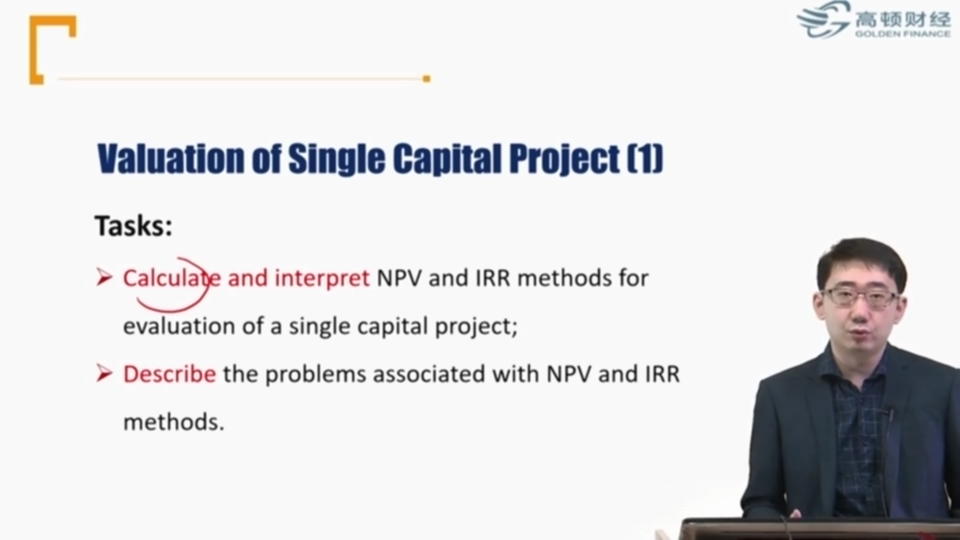 高顿财经
GOLDEN FINANCE
Valuation of Single Capital Project (1)
Tasks:
Calculate and interpret NPV and IRR methods for
evaluation of a single capital project;
Describe the problems associated with NPV and IRR
methods.